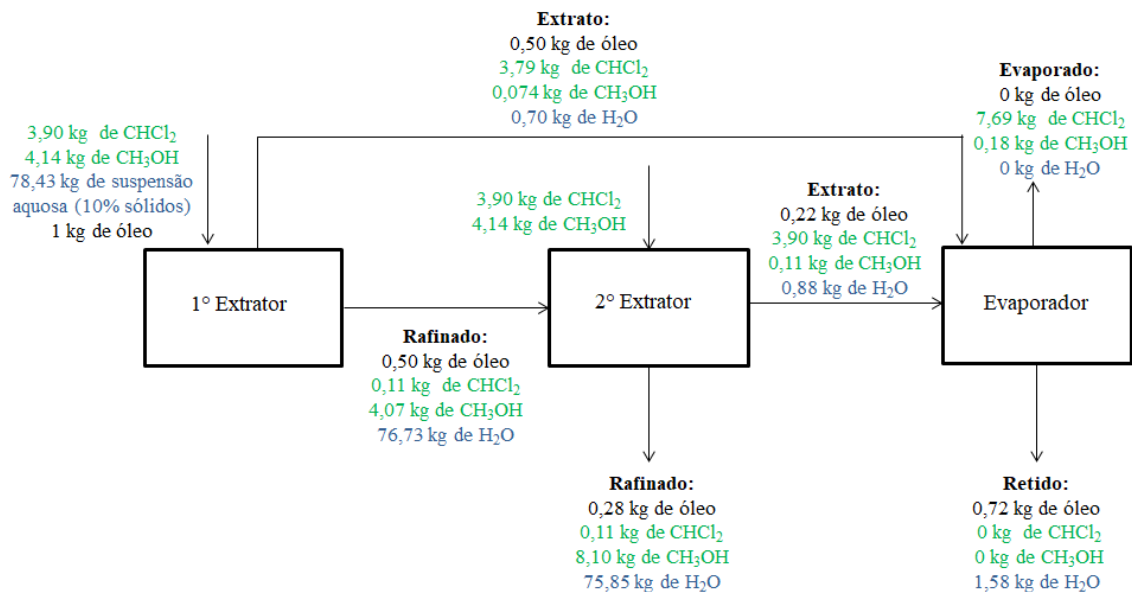 Extrato:
0,50 kg de óleo
3,79 kg de CHCl₂
0,074 kg de CH₃OH
0,70 kg de H₂O
Evaporado:
0 kg de óleo
7,69 kg de CHCl₂
0,18 kg de CH₃OH
0 kg de H₂O
3,90 kg de CHCl₂
4,14 kg de CH₃OH
78,43 kg de suspensão
aquosa (10% sólidos)
1 kg de óleo
3,90 kg de CHCl₂
4,14 kg de CH₃OH
Extrato:
0,22 kg de óleo
3,90 kg de CHCl₂
0,11 kg de CH₃OH
0,88 kg de H₂O
1° Extrator
2° Extrator
Evaporador
Rafinado:
0,50 kg de óleo
0,11 kg de CHCl₂
4,07 kg de CH₃OH
76,73 kg de H₂O
Rafinado:
0,28 kg de óleo
0,11 kg de CHCl₂
8,10 kg de CH₃OH
75,85 kg de H₂O
Retido:
0,72 kg de óleo
0 kg de CHCl₂
0 kg de CH₃OH
1,58 kg de H₂O